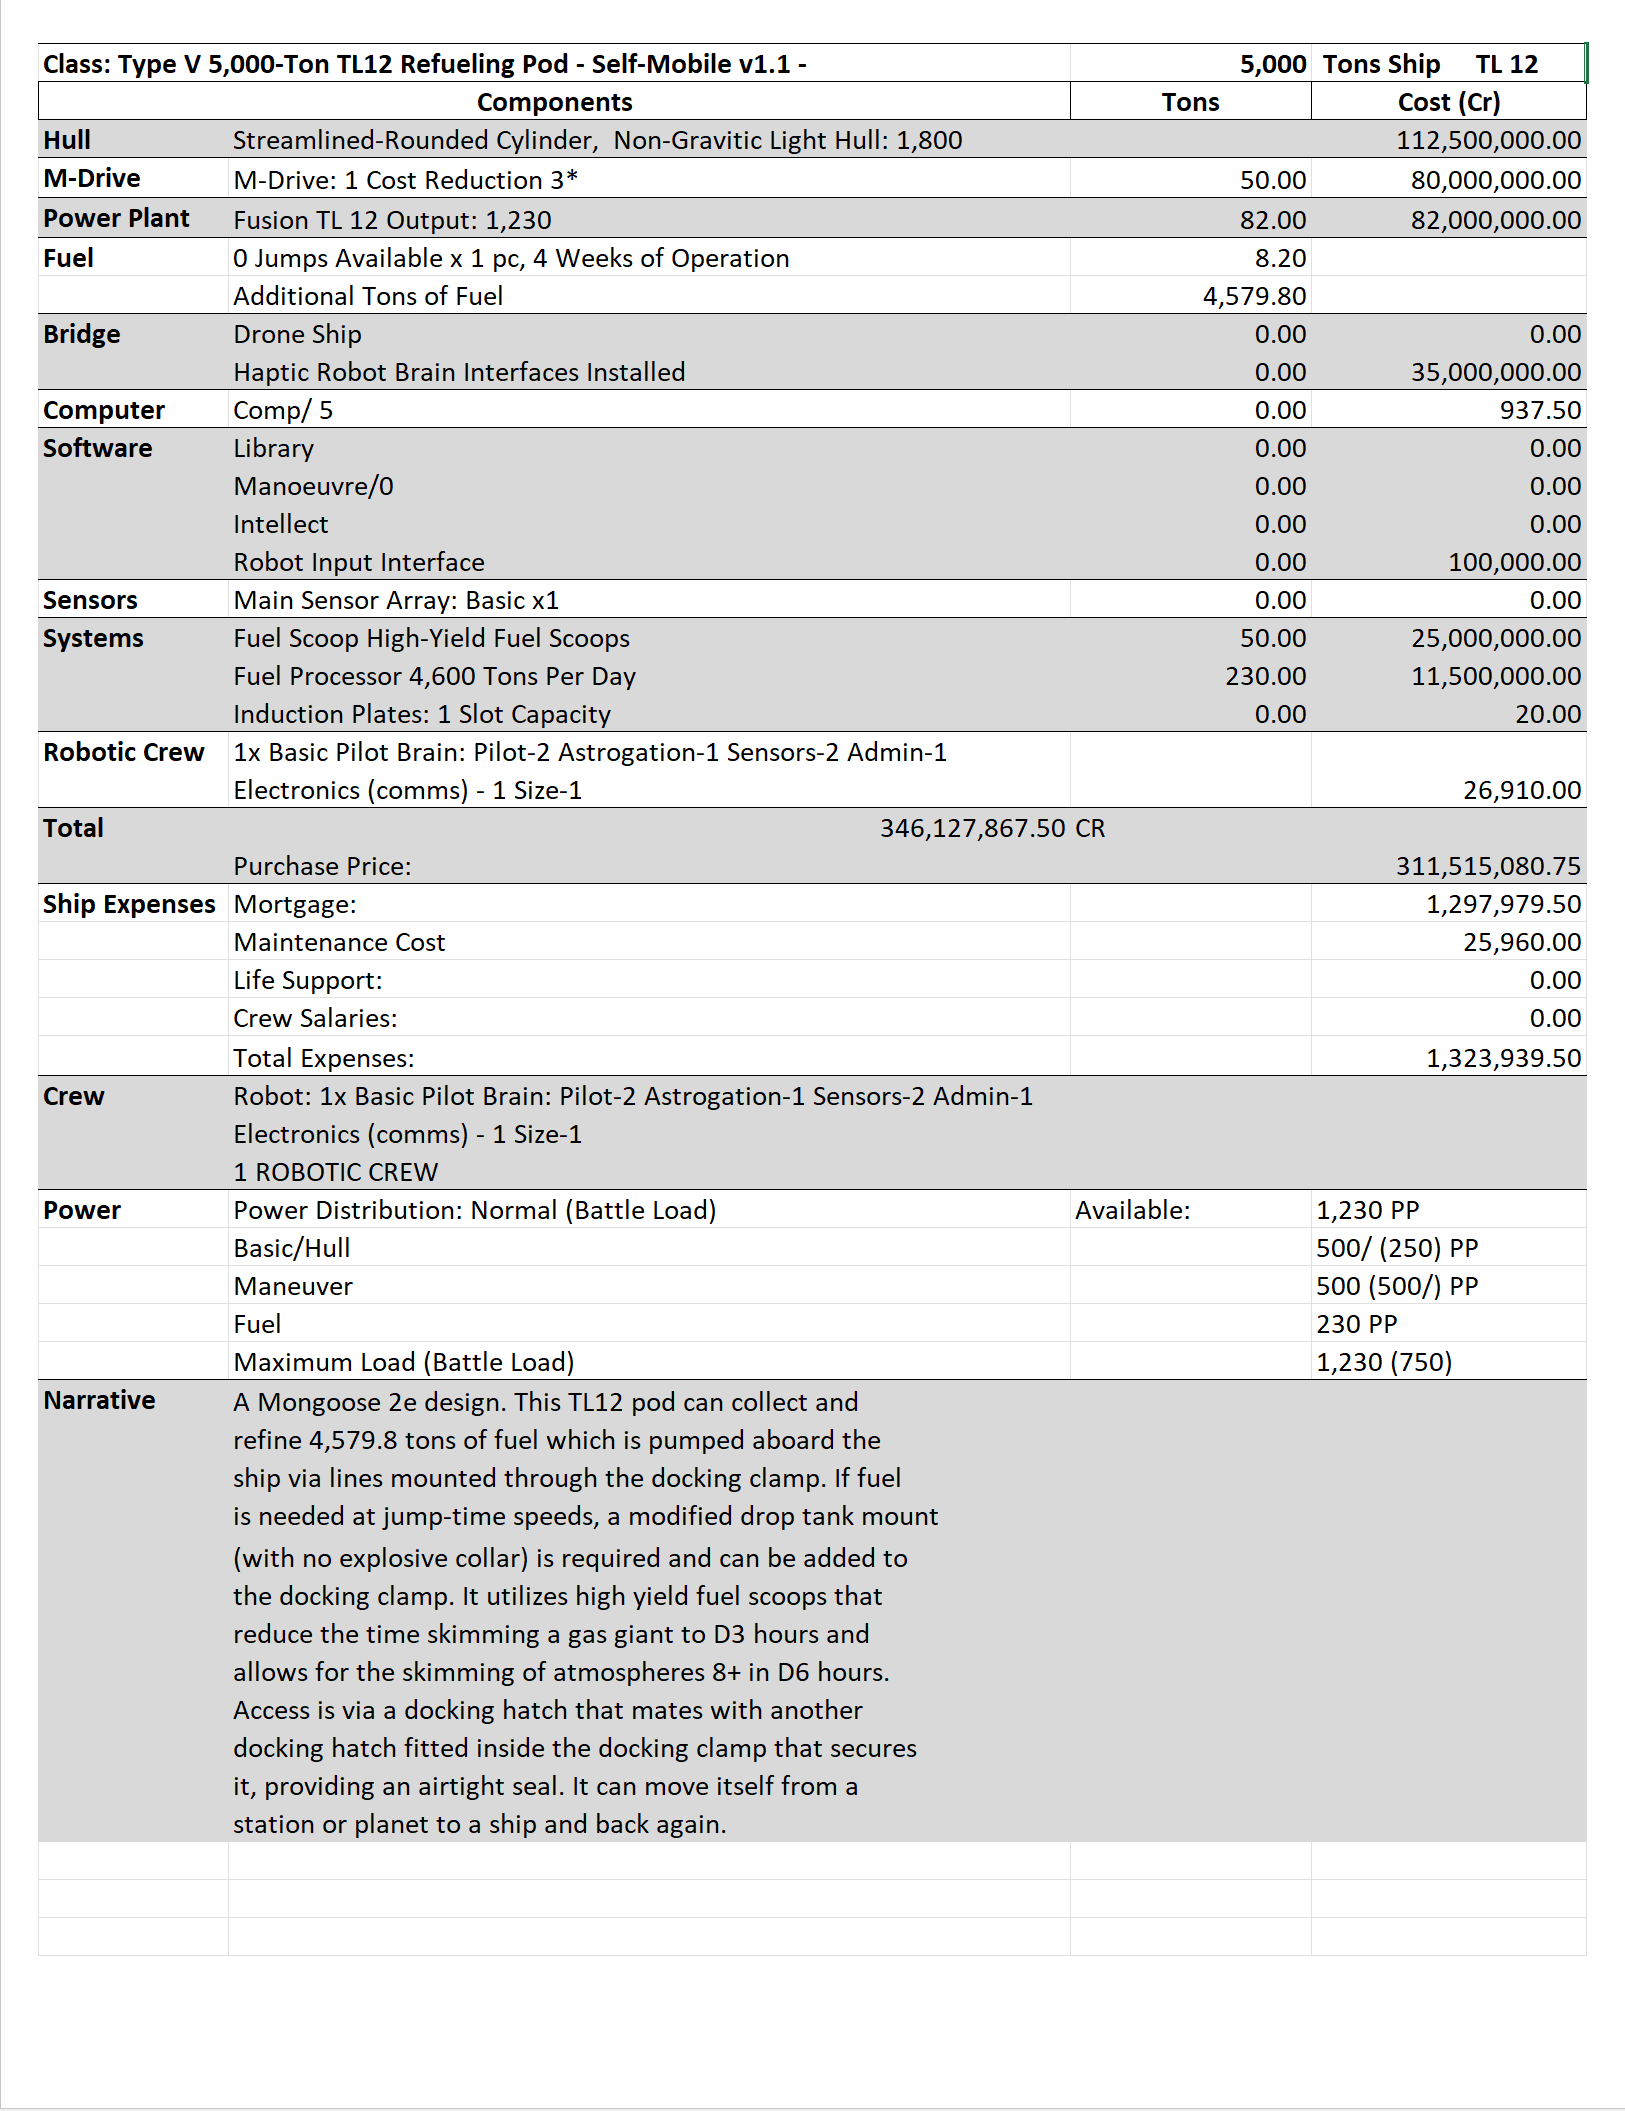 Class: Type V 5,000-Ton TL12 Refueling Pod - Self-Mobile v1.1 - 5,000 Tons Ship TL 12
Components Tons Cost (Cr)
Hull Streamlined-Rounded Cylinder, Non-Gravitic Light Hull: 1,800 112,500,000.00
M-Drive M-Drive: 1 Cost Reduction 3* 50.00 80,000,000.00
Power Plant Fusion TL 12 Output: 1,230 82.00 82,000,000.00
Fuel 0 Jumps Available x 1 pc, 4 Weeks of Operation 8.20
Additional Tons of Fuel 4,579.80
Bridge Drone Ship 0.00 0.00
Haptic Robot Brain Interfaces Installed 0.00 35,000,000.00
Computer Comp/ 5 0.00 937.50
Software Library 0.00 0.00
Manoeuvre/0 0.00 0.00
Intellect 0.00 0.00
Robot Input Interface 0.00 100,000.00
Sensors Main Sensor Array: Basic x1 0.00 0.00
Systems Fuel Scoop High-Yield Fuel Scoops 50.00 25,000,000.00
Fuel Processor 4,600 Tons Per Day 230.00 11,500,000.00
Induction Plates: 1 Slot Capacity 0.00 20.00
Robotic Crew 1x Basic Pilot Brain: Pilot-2 Astrogation-1 Sensors-2 Admin-1
Electronics (comms) - 1 Size-1 26,910.00
Total 346,127,867.50 CR
Purchase Price: 311,515,080.75
Ship Expenses Mortgage: 1,297,979.50
Maintenance Cost 25,960.00
Life Support: 0.00
Crew Salaries: 0.00
Total Expenses: 1,323,939.50
Crew Robot: 1x Basic Pilot Brain: Pilot-2 Astrogation-1 Sensors-2 Admin-1
Electronics (comms) - 1 Size-1
1 ROBOTIC CREW
Power Power Distribution: Normal (Battle Load) Available: 1,230 PP
Basic/Hull 500/ (250) PP
Maneuver 500 (500/) PP
Fuel 230 PP
Maximum Load (Battle Load) 1,230 (750)
Narrative A Mongoose 2e design. This TL12 pod can collect and
refine 4,579.8 tons of fuel which is pumped aboard the
ship via lines mounted through the docking clamp. If fuel
is needed at jump-time speeds, a modified drop tank mount
(with no explosive collar) is required and can be added to
the docking clamp. It utilizes high yield fuel scoops that
reduce the time skimming a gas giant to D3 hours and
allows for the skimming of atmospheres 8+ in D6 hours.
Access is via a docking hatch that mates with another
docking hatch fitted inside the docking clamp that secures
it, providing an airtight seal. It can move itself from a
station or planet to a ship and back again.